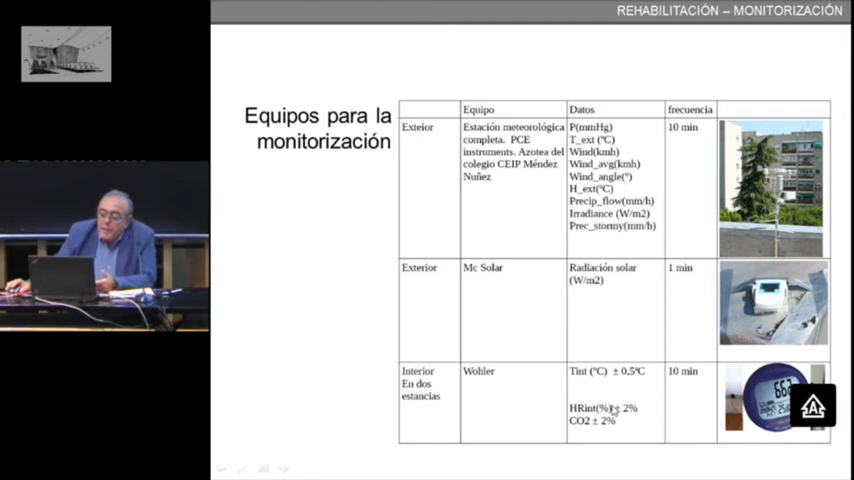 REHABILITACIÓN – MONITORIZACIÓN
Equipos para la
monitorización
Equipo Datos frecuencia
Exteior Estación meteorológica P(mmHg) 10 min
completa. PCE T_ext (ºC)
instruments. Azotea del Wind(kmh)
colegio CEIP Méndez Wind_avg(kmh)
Nuñez Wind_angle(º)
H_ext(ºC)
Precip_flow(mm/h)
Irradiance (W/m2)
Prec_stormy(mm/h)
Exterior Mc Solar Radiación solar 1 min
(W/m2)
Interior Wohler Tint (ºC) ± 0,5ºC 10 min
En dos
estancias
HRint(%) ± 2%
CO2 ± 2%
662